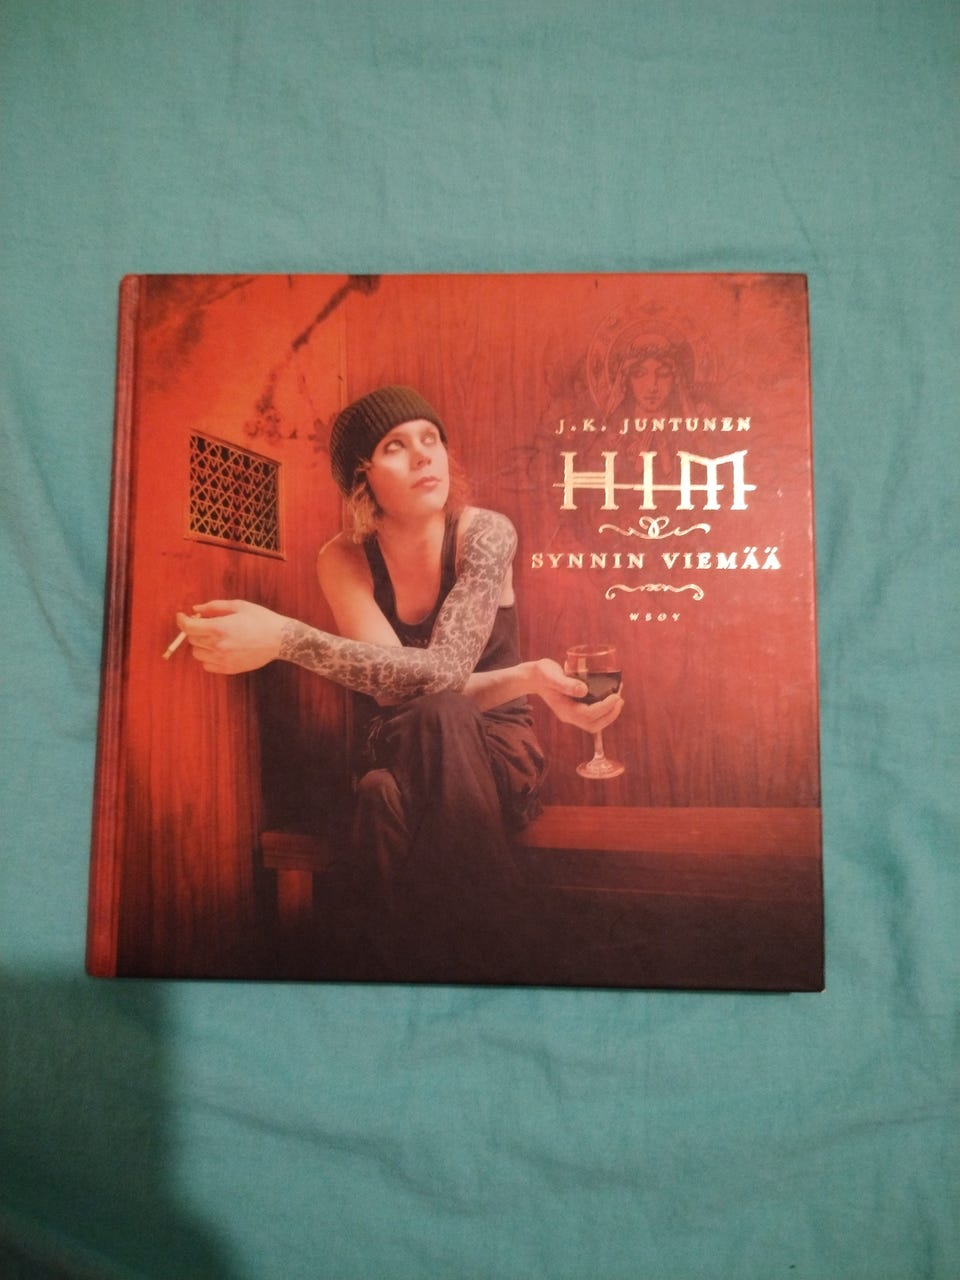 J.K. JUNTUNEN
HIM
SYNNIN VIEMÄÄ
WSOY